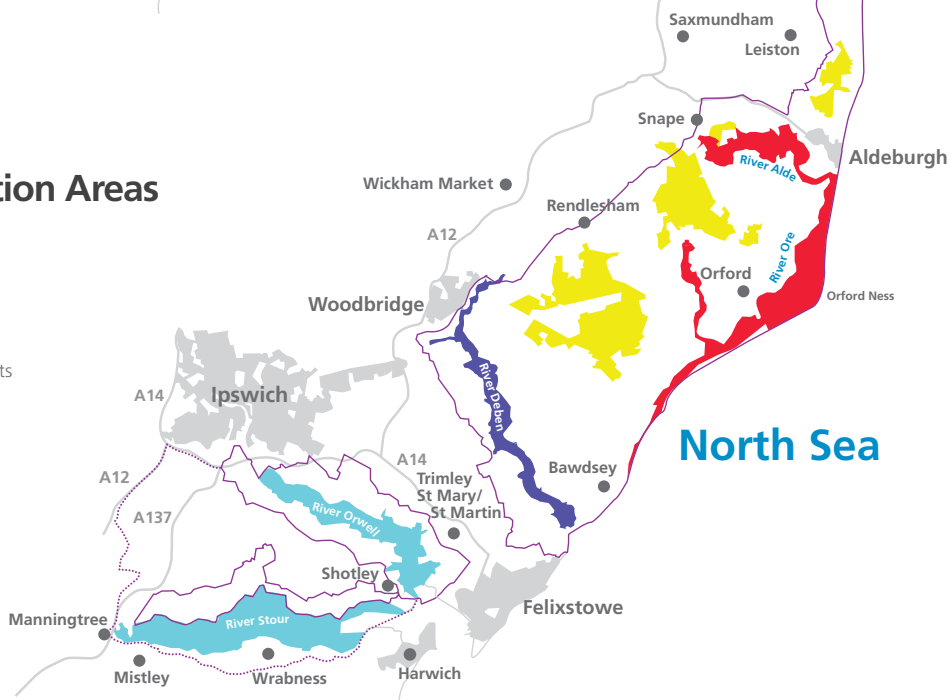 Saxmundham
Leiston
Snape
Aldeburgh
River Alde
tion Areas
Wickham Market
Rendlesham
A12
River Ore
Orford
Orford Ness
Woodbridge
ts
A14
Ipswich
River Deben
North Sea
A14
Bawdsey
A12
Trimley
St Mary/
St Martin
A137
River Orwell
Shotley
Felixstowe
Manningtree
River Stour
Mistley
Wrabness
Harwich